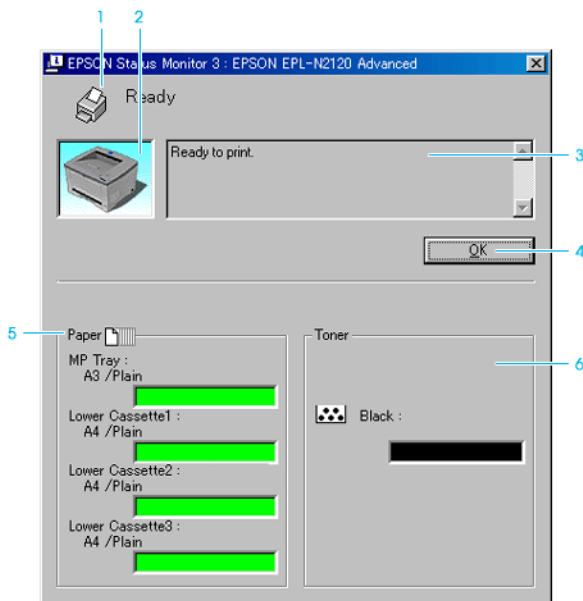 1 2
EPSON Status Monitor 3 : EPSON EPL-N2120 Advanced
Ready
Ready to print.
3
OK
4
5
Paper
Toner
6
MP Tray :
A3 /Plain
Lower Cassette1 :
A4 /Plain
Black :
Lower Cassette2 :
A4 /Plain
Lower Cassette3 :
A4 /Plain